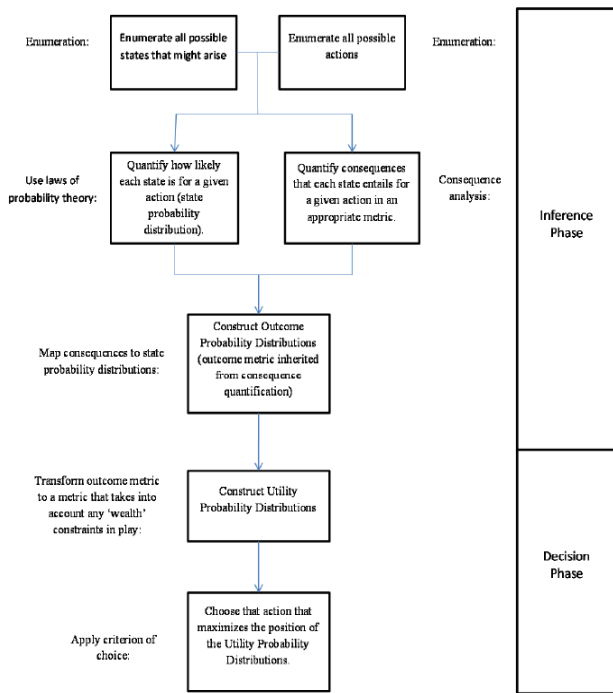 Enumeration:
Enumerate all possible
states that might arise
Enumerate all possible
actions
Enumeration:
Use laws of
probability theory:
Quantify how likely
each state is for a given
action (state
probability
distribution).
Quantify consequences
that each state entails for
a given action in an
appropriate metric.
Consequence
analysis:
Inference
Phase
Map consequences to state
probability distributions:
Construct Outcome
Probability Distributions
(outcome metric inherited
from consequence
quantification)
Transform outcome metric
to a metric that takes into
account any ‘wealth’
constraints in play:
Construct Utility
Probability Distributions
Decision
Phase
Apply criterion of
choice:
Choose that action that
maximizes the position of
the Utility Probability
Distributions.